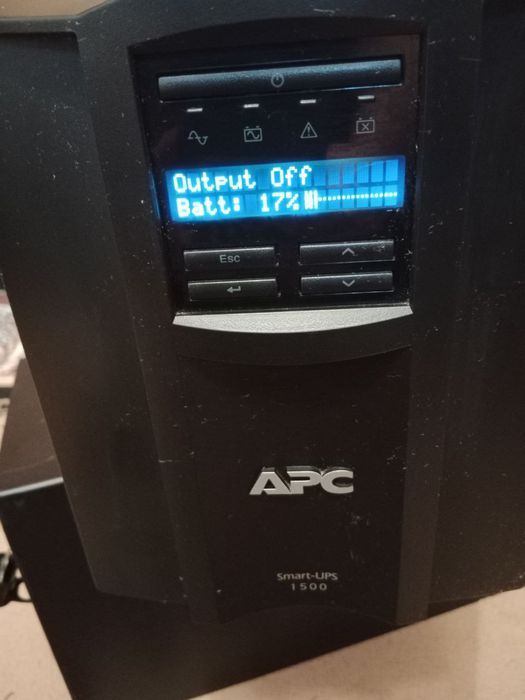 Output Off
Batt: 17%
Esc
APC
Smart-UPS
1500